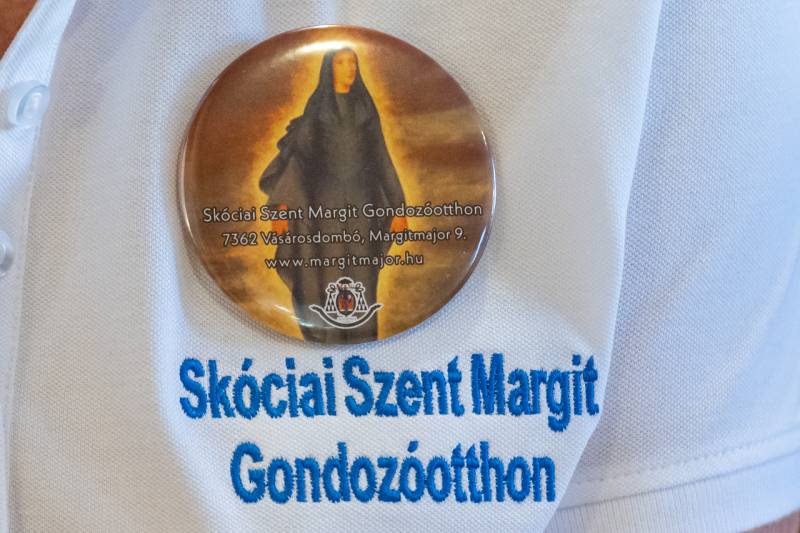 Skóciai Szent Margit Gondozóotthon
7362 Vásárosdombó, Margitmajor 9.
www.margitmajor.hu
Skóciai Szent Margit
Gondozóotthon